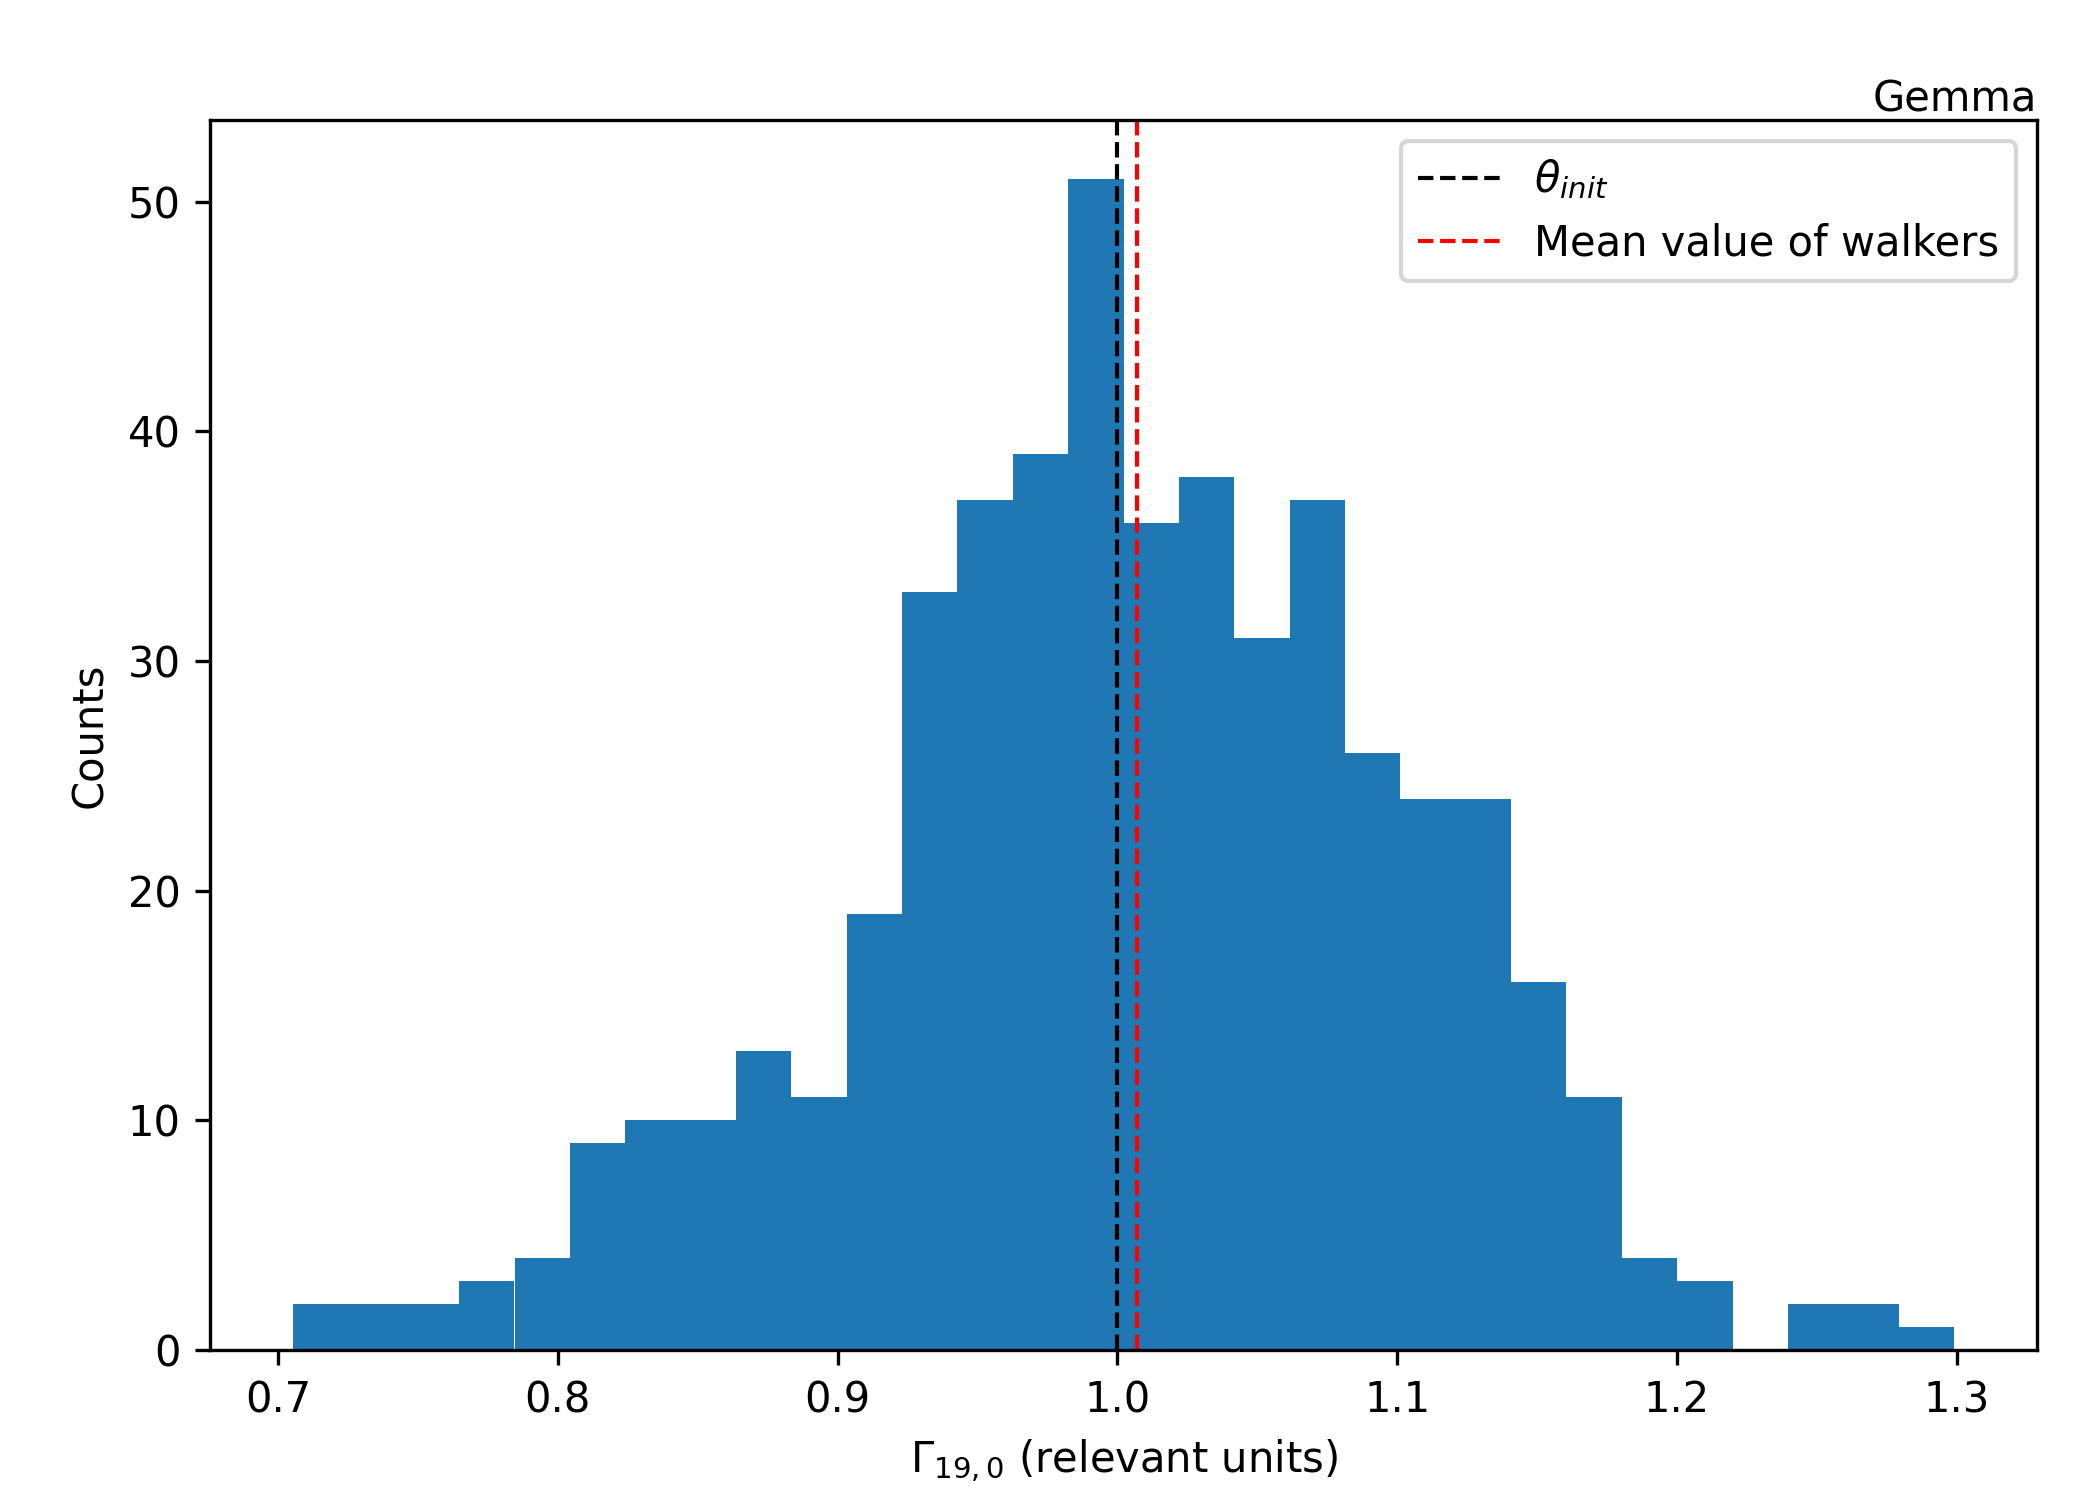 Gemma
θinit
Mean value of walkers
50
40
30
20
10
0
Counts
0.7 0.8 0.9 1.0 1.1 1.2 1.3
Γ19, 0 (relevant units)